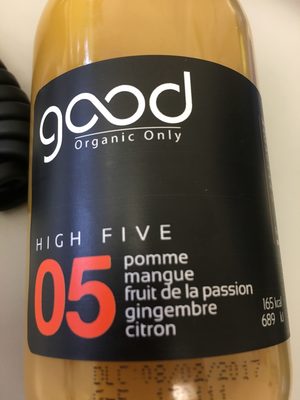 good
Organic Only
HIGH FIVE
05
pomme
mangue
fruit de la passion
gingembre
citron
165 kcal
689
DLC 08/02/2017